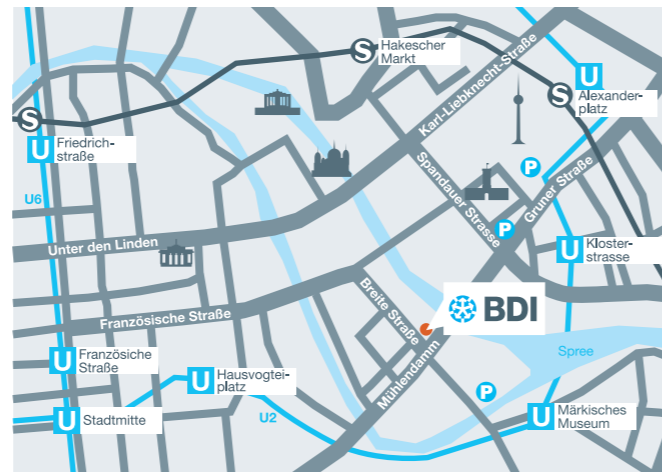 S
Hakescher
Markt
Karl-Liebknecht-Straße
U
S
Alexander-
platz
S
U
Friedrich-
straße
U6
Spandauer Strasse
P
Gruner Straße
P
Unter den Linden
U
Kloster-
strasse
Französische Straße
Breite Straße
BDI
Mühlendamm
Spree
U
Französiche
Straße
U
Hausvogtei-
platz
P
U
Stadtmitte
U2
U
Märkisches
Museum